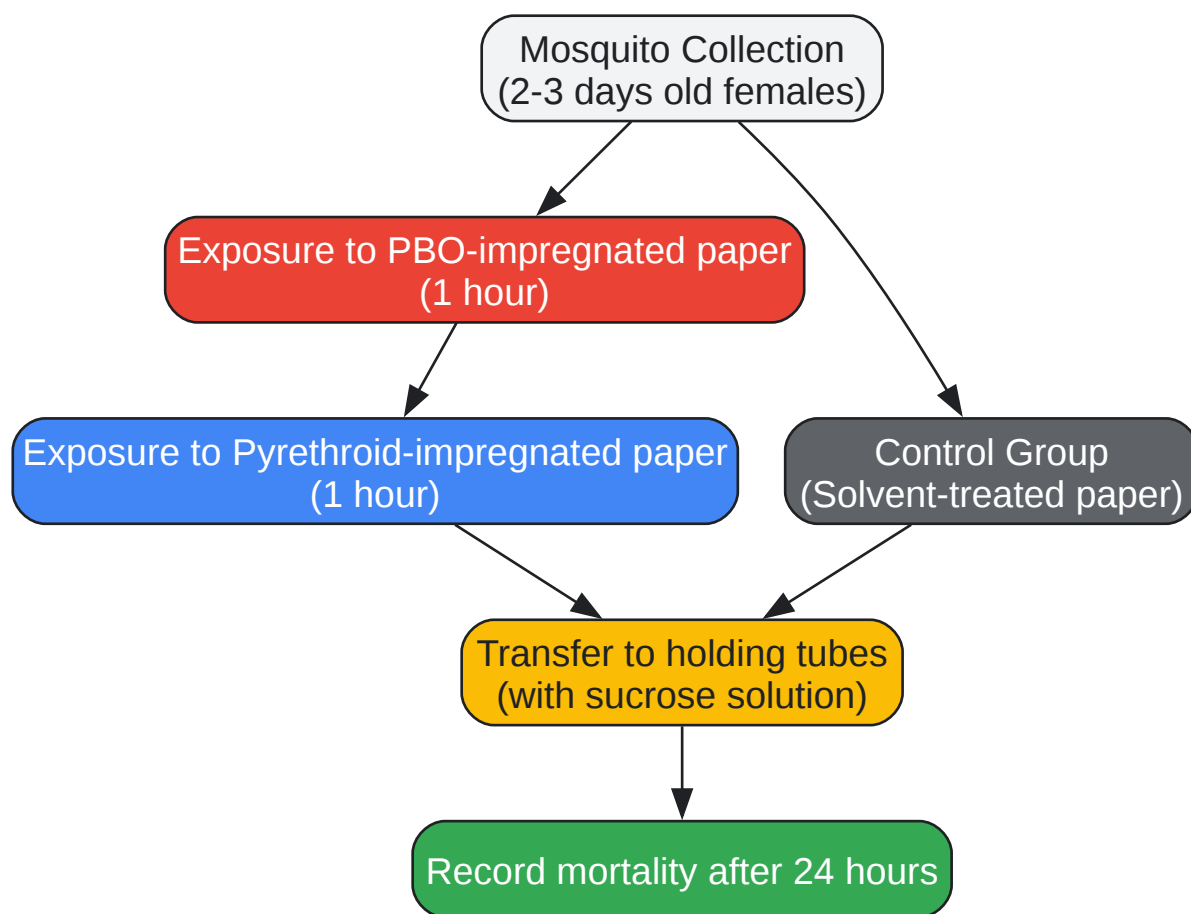 Mosquito Collection
(2-3 days old females)
Exposure to PBO-impregnated paper
(1 hour)
Exposure to Pyrethroid-impregnated paper
(1 hour)
Control Group
(Solvent-treated paper)
Transfer to holding tubes
(with sucrose solution)
Record mortality after 24 hours